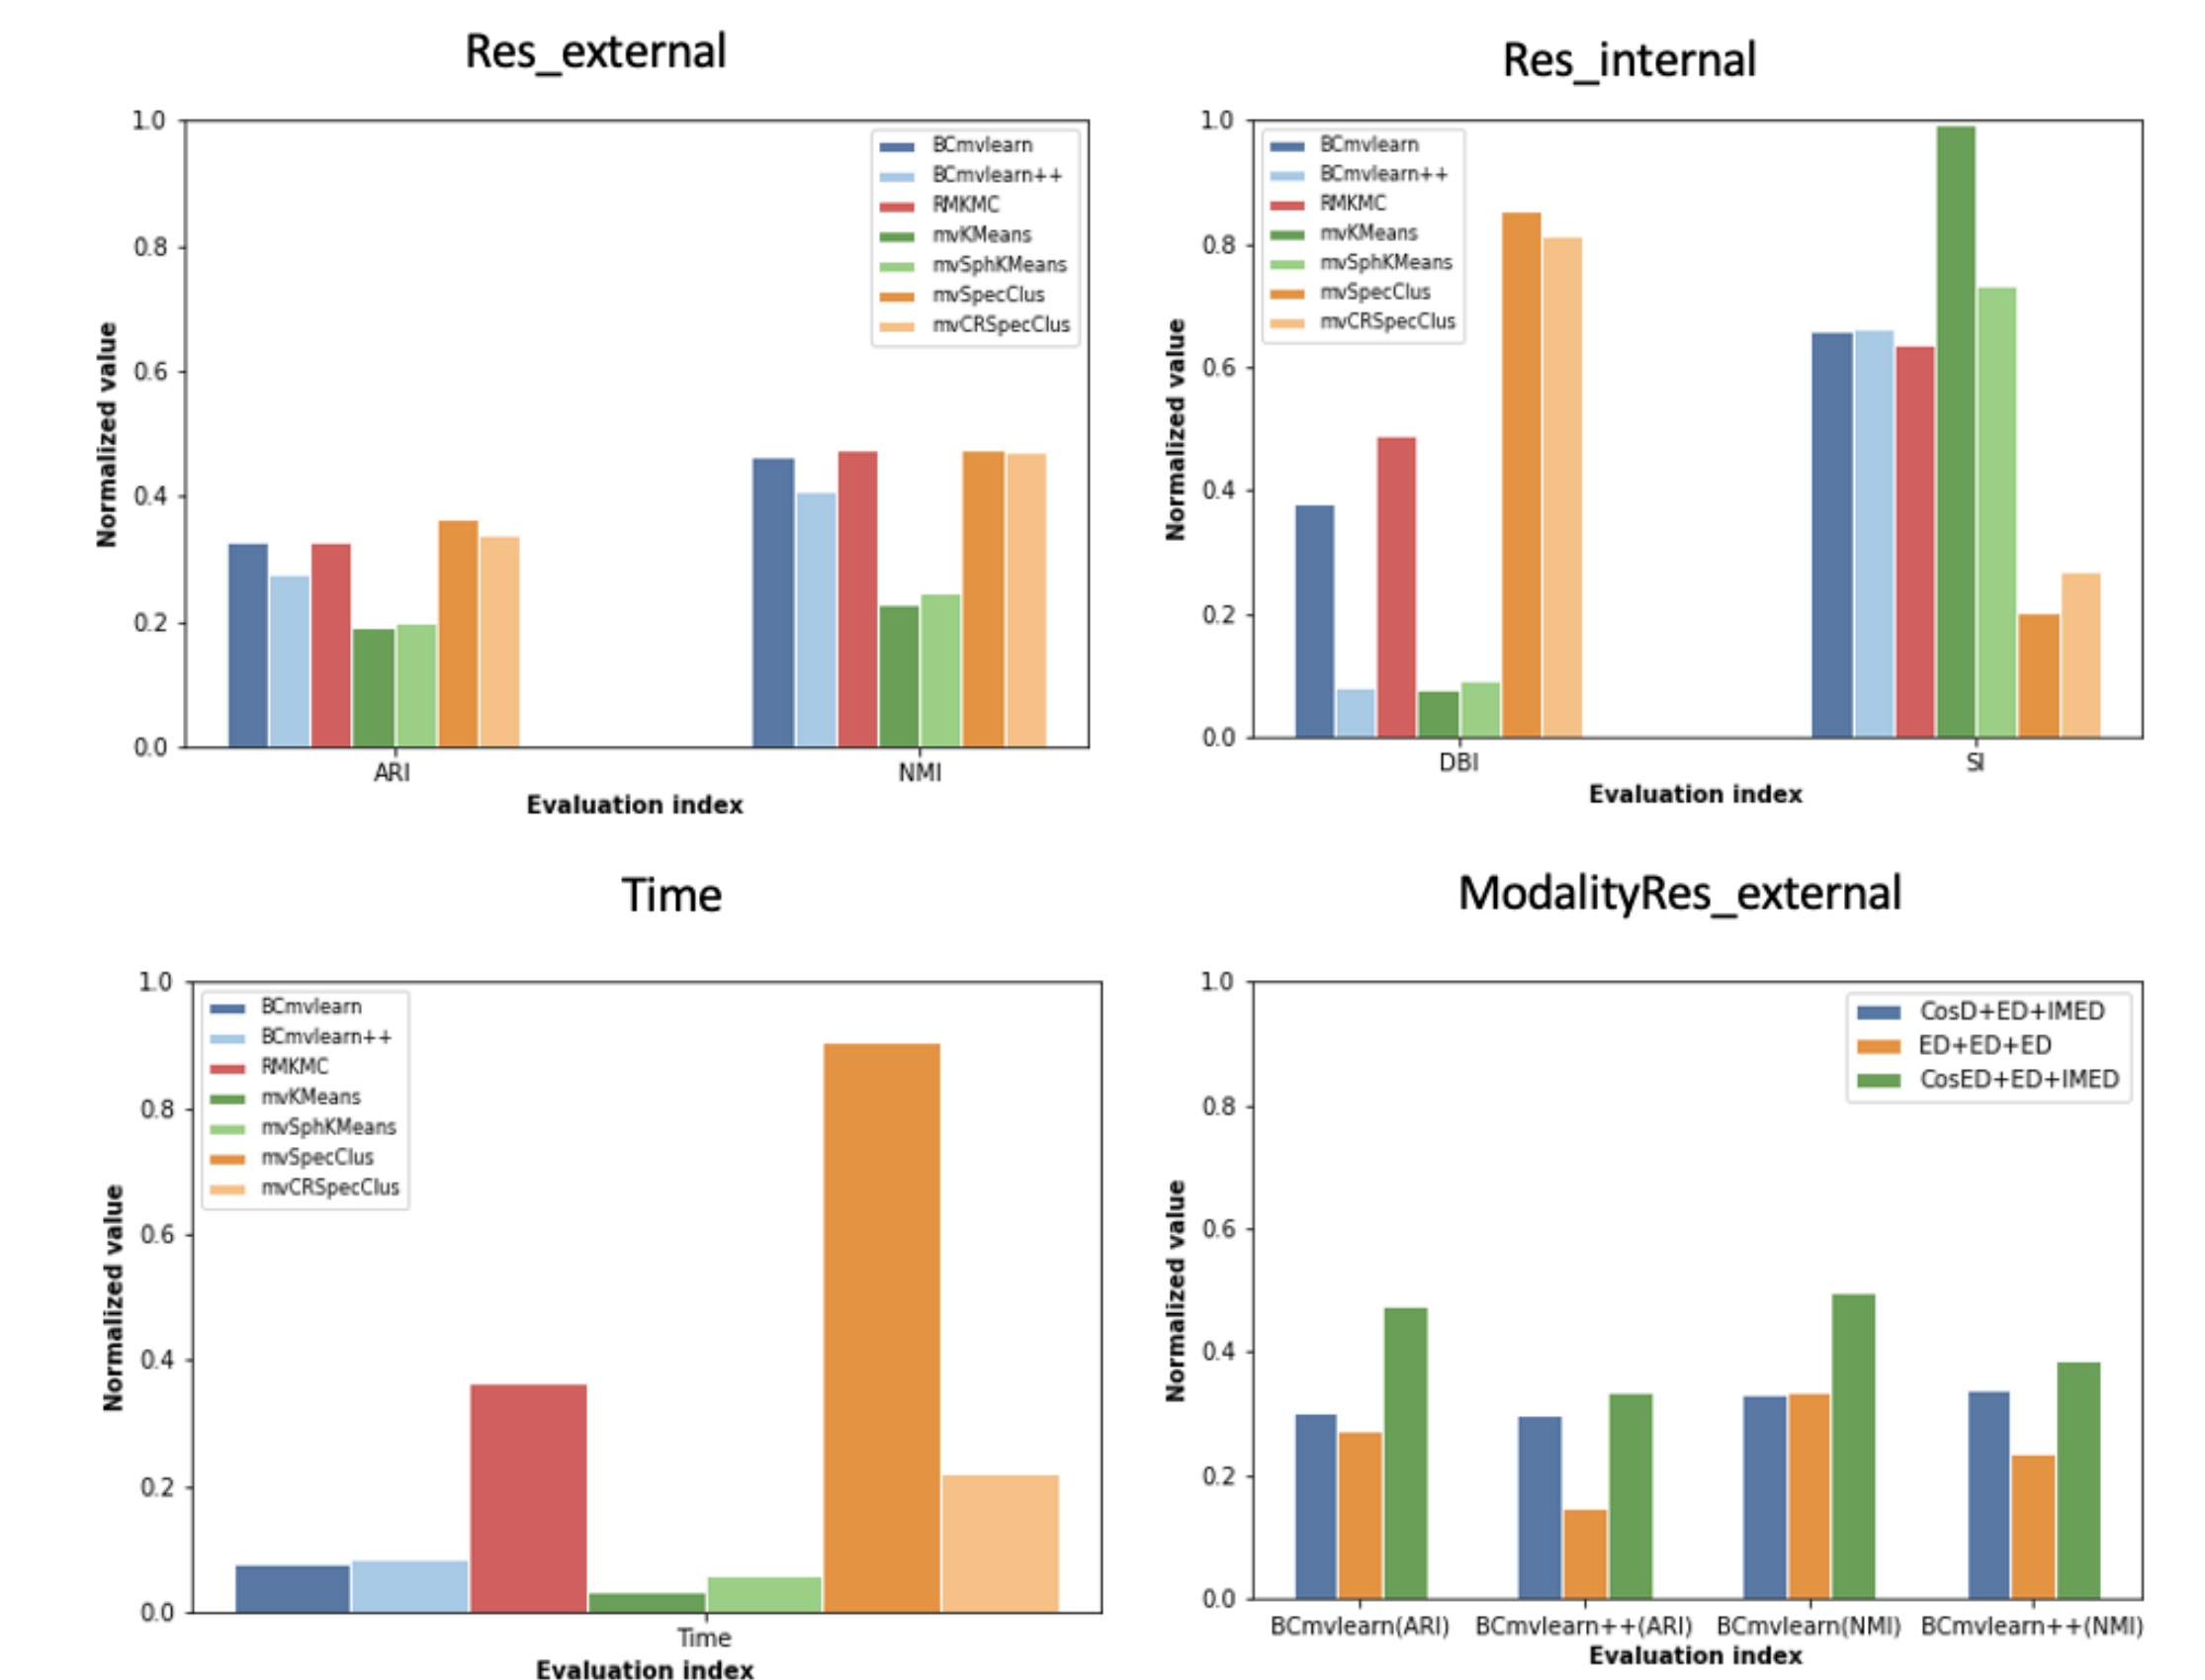 Res_external
1.0
0.8
0.6
0.4
0.2
0.0
Normalized value
BCmvlearn
BCmvlearn++
RMKMC
mvKMeans
mvSphKMeans
mvSpecClus
mvCRSpecClus
ARI
NMI
Evaluation index
Res_internal
1.0
0.8
0.6
0.4
0.2
0.0
Normalized value
BCmvlearn
BCmvlearn++
RMKMC
mvKMeans
mvSphKMeans
mvSpecClus
mvCRSpecClus
DBI
SI
Evaluation index
Time
1.0
0.8
0.6
0.4
0.2
0.0
Normalized value
BCmvlearn
BCmvlearn++
RMKMC
mvKMeans
mvSphKMeans
mvSpecClus
mvCRSpecClus
Time
Evaluation index
ModalityRes_external
1.0
0.8
0.6
0.4
0.2
0.0
Normalized value
CosD+ED+IMED
ED+ED+ED
CosED+ED+IMED
BCmvlearn(ARI)
BCmvlearn++(ARI)
BCmvlearn(NMI)
BCmvlearn++(NMI)
Evaluation index